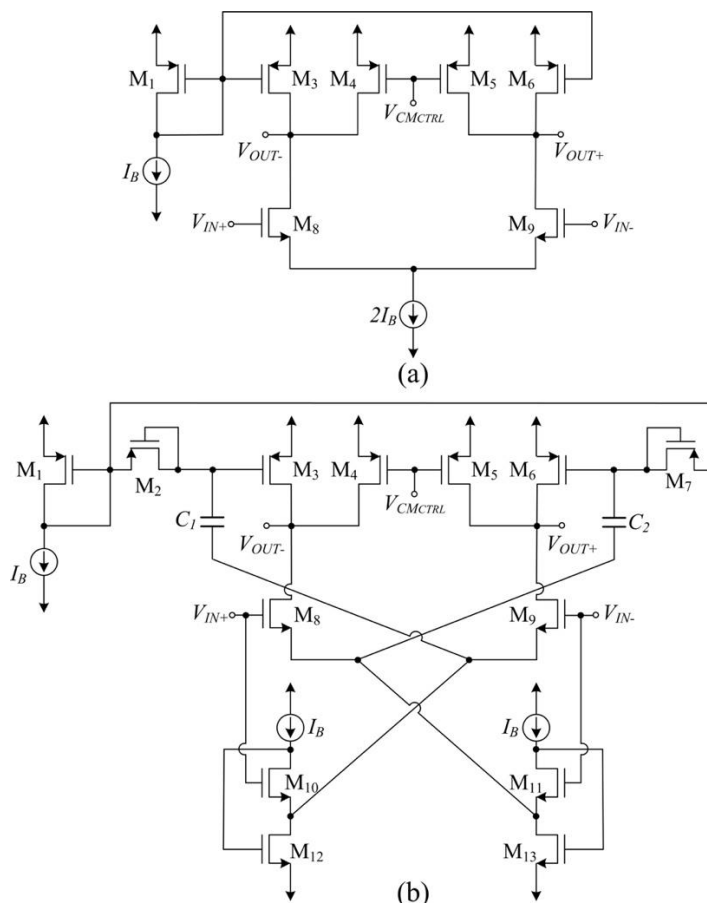 M1 M3 M4 M5 M6
VCMCTRL
IB VOUT- VOUT+
VIN+ M8 M9 VIN-
2IB
(a)
M1 M2 M3 M4 M5 M6 M7
VCMCTRL
C1 VOUT- VOUT+ C2
IB
VIN+ M8 M9 VIN-
IB IB
M10 M11
M12 M13
(b)